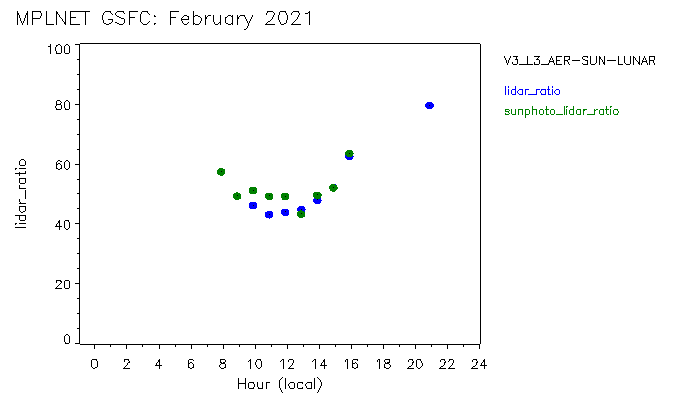 MPLNET GSFC: February 2021
V3_L3_AER-SUN-LUNAR
lidar_ratio
sunphoto_lidar_ratio
lidar_ratio
100
80
60
40
20
0
0 2 4 6 8 10 12 14 16 18 20 22 24
Hour (local)